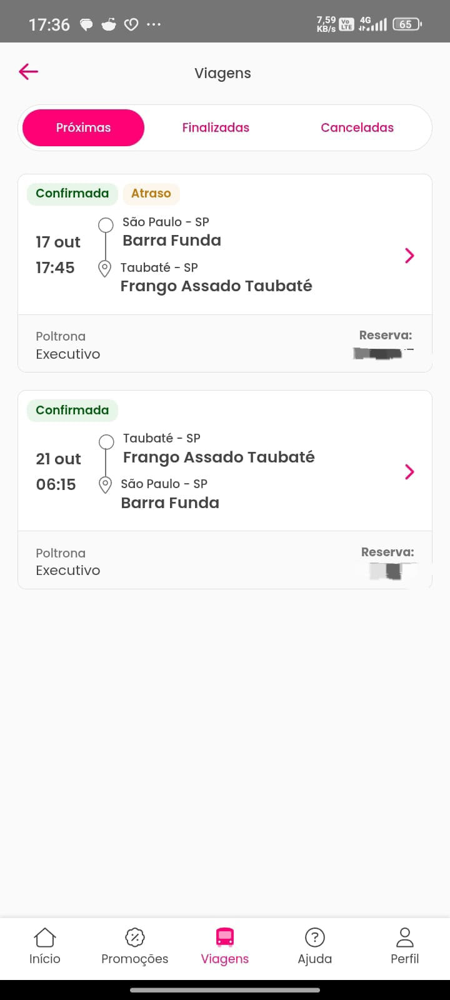 17:36
7,59
KB/s
Vo
LTE
4G
65
Viagens
Próximas
Finalizadas
Canceladas
Confirmada
Atraso
17 out
17:45
São Paulo - SP
Barra Funda
Taubaté - SP
Frango Assado Taubaté
Poltrona
Executivo
Reserva:
Confirmada
21 out
06:15
Taubaté - SP
Frango Assado Taubaté
São Paulo - SP
Barra Funda
Poltrona
Executivo
Reserva:
Início
Promoções
Viagens
Ajuda
Perfil